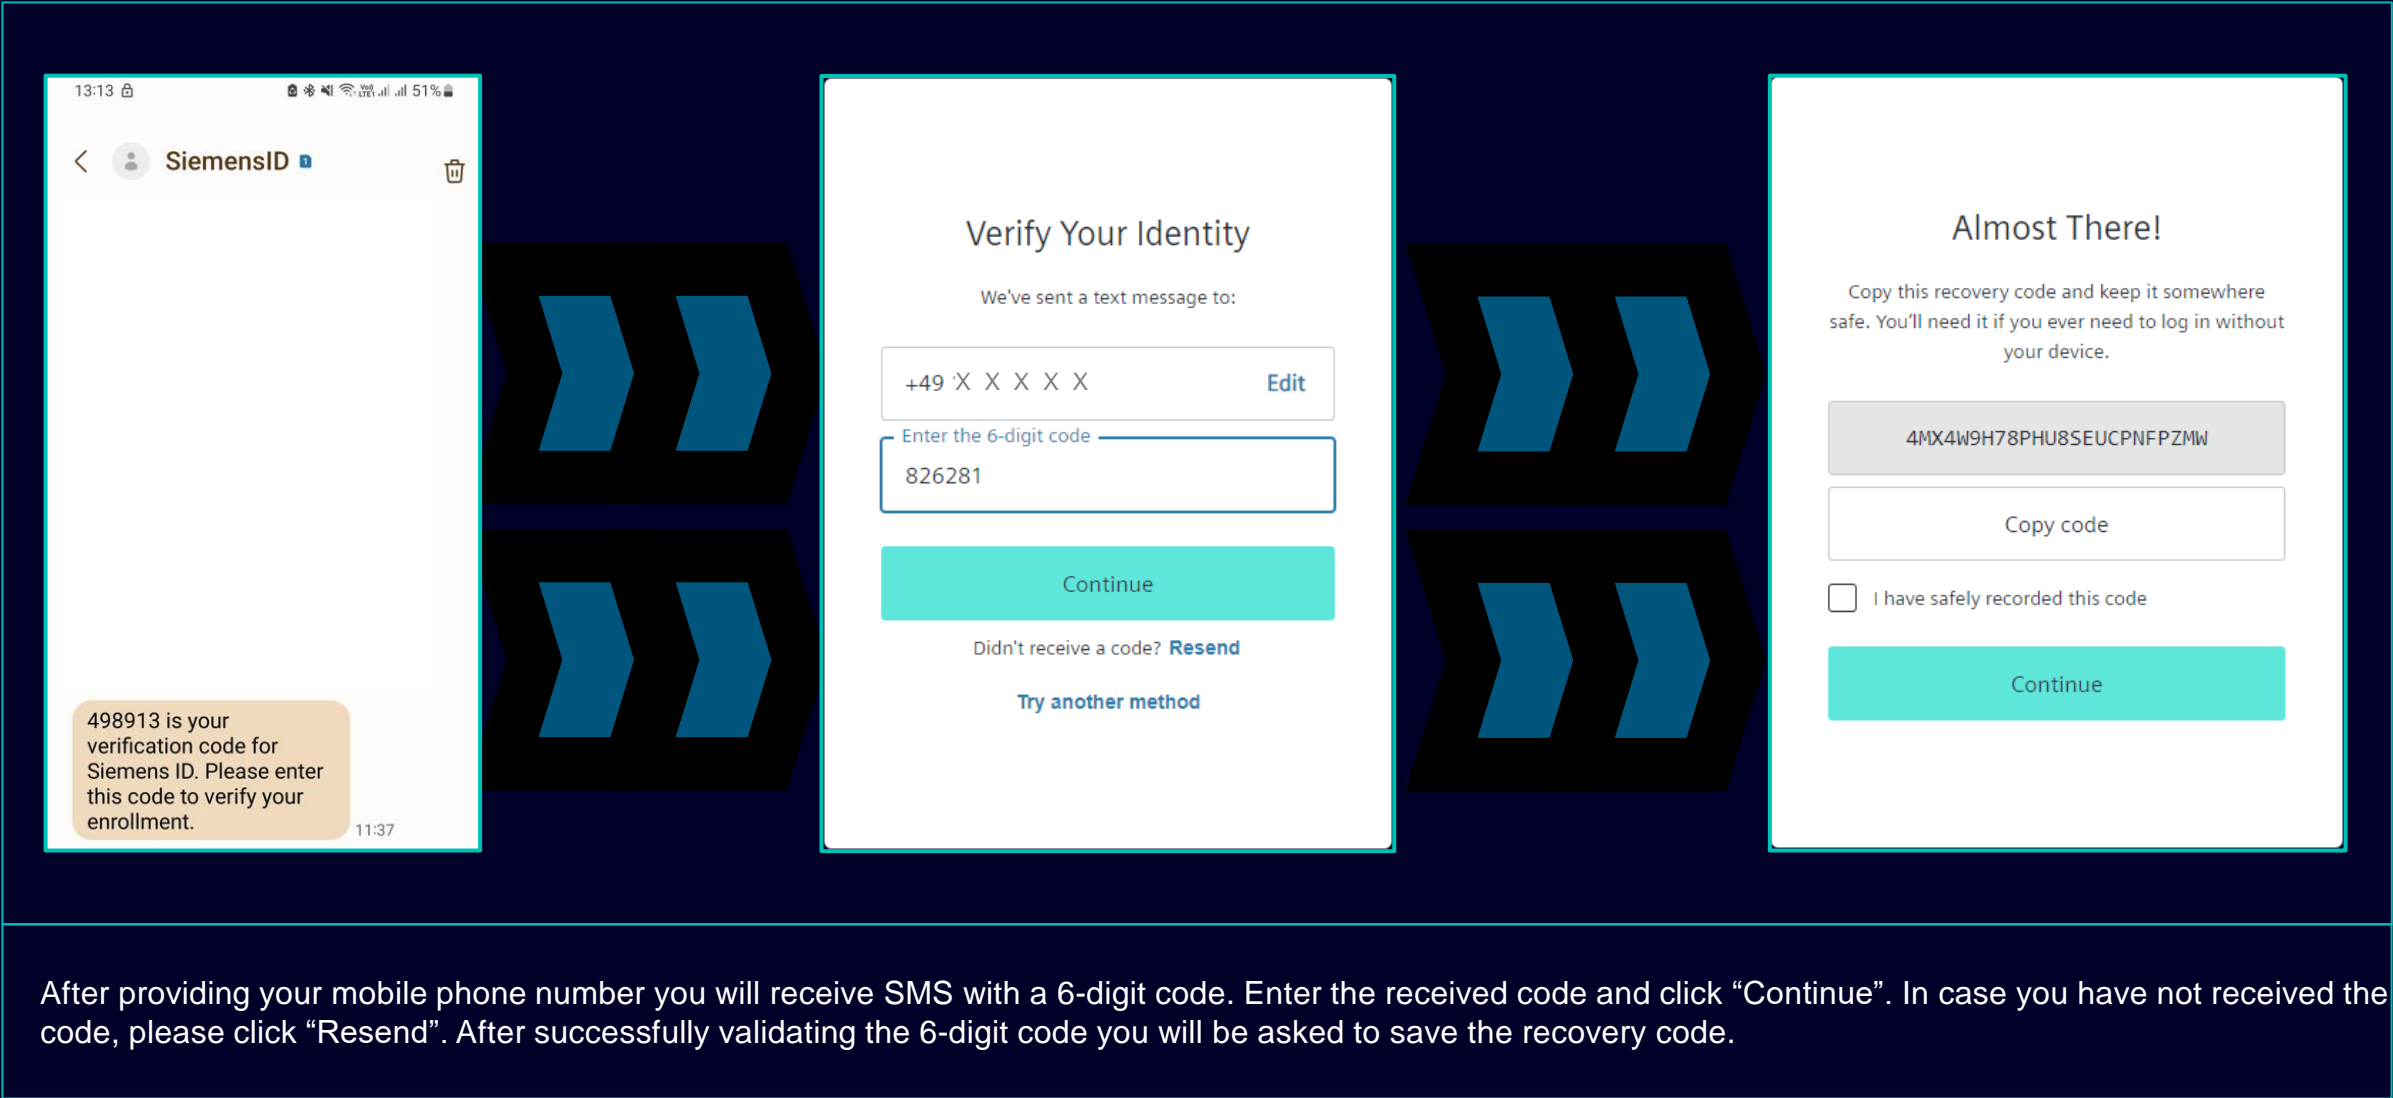 13:13
51%
SiemensID
498913 is your
verification code for
Siemens ID. Please enter
this code to verify your
enrollment.
11:37
Verify Your Identity
We've sent a text message to:
+49 X X X X X
Edit
Enter the 6-digit code
826281
Continue
Didn't receive a code? Resend
Try another method
Almost There!
Copy this recovery code and keep it somewhere
safe. You'll need it if you ever need to log in without
your device.
4MX4W9H78PHU8SEUCPNFPZMW
Copy code
I have safely recorded this code
Continue
After providing your mobile phone number you will receive SMS with a 6-digit code. Enter the received code and click “Continue”. In case you have not received the
code, please click “Resend”. After successfully validating the 6-digit code you will be asked to save the recovery code.